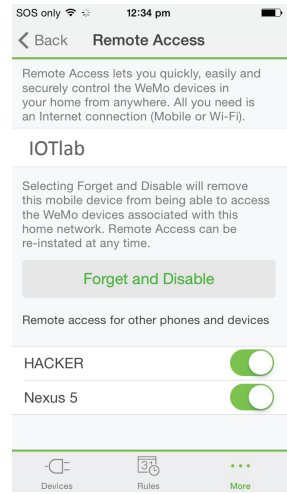 SOS only 12:34 pm
Back Remote Access
Remote Access lets you quickly, easily and
securely control the WeMo devices in
your home from anywhere. All you need is
an Internet connection (Mobile or Wi-Fi).
IOTlab
Selecting Forget and Disable will remove
this mobile device from being able to access
the WeMo devices associated with this
home network. Remote Access can be
re-instated at any time.
Forget and Disable
Remote access for other phones and devices
HACKER
Nexus 5
31
Devices Rules More